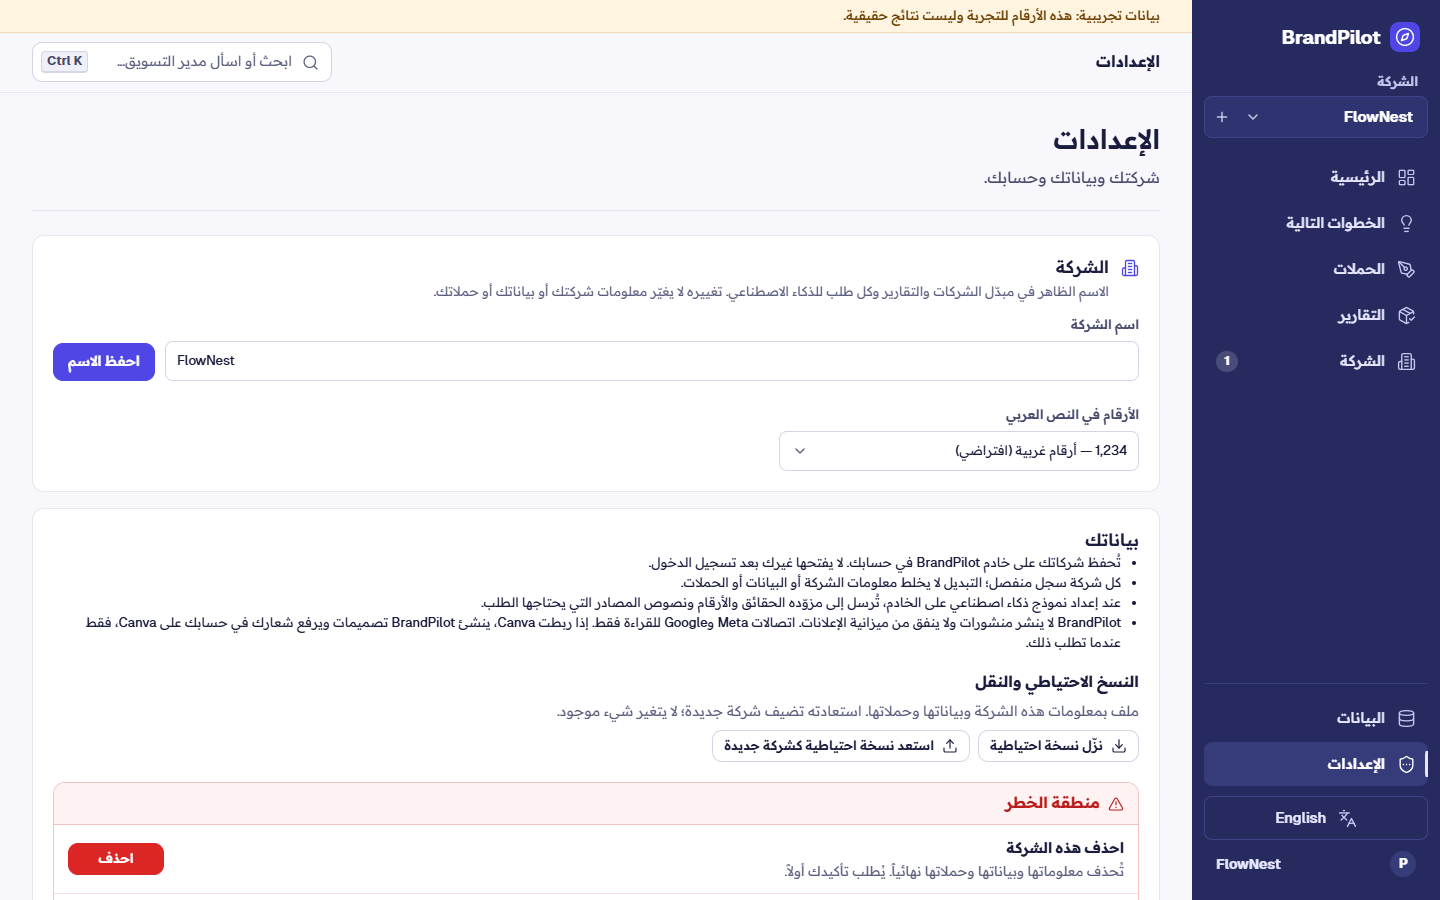 بيانات تجريبية: هذه الأرقام للتجربة وليست نتائج حقيقية.
BrandPilot
الشركة
FlowNest
الرئيسية
الخطوات التالية
الحملات
التقارير
الشركة
1
البيانات
الإعدادات
English
P
FlowNest
الإعدادات
ابحث أو اسأل مدير التسويق...
Ctrl K
الإعدادات
شركتك وبياناتك وحسابك.
الشركة
الاسم الظاهر في مبدّل الشركات والتقارير وكل طلب للذكاء الاصطناعي. تغييره لا يغيّر معلومات شركتك أو بياناتك أو حملاتك.
اسم الشركة
FlowNest
احفظ الاسم
الأرقام في النص العربي
1,234 — أرقام غربية (افتراضي)
بياناتك
• تُحفظ شركاتك على خادم BrandPilot في حسابك. لا يفتحها غيرك بعد تسجيل الدخول.
• كل شركة سجل منفصل؛ التبديل لا يخلط معلومات الشركة أو البيانات أو الحملات.
• عند إعداد نموذج ذكاء اصطناعي على الخادم، تُرسل إلى مزوّده الحقائق والأرقام ونصوص المصادر التي يحتاجها الطلب.
• BrandPilot لا ينشر منشورات ولا ينفق من ميزانية الإعلانات. اتصالات Meta وGoogle للقراءة فقط. إذا ربطت Canva، ينشئ BrandPilot تصميمات ويرفع شعارك في حسابك على Canva، فقط
عندما تطلب ذلك.
النسخ الاحتياطي والنقل
ملف بمعلومات هذه الشركة وبياناتها وحملاتها. استعادته تضيف شركة جديدة؛ لا يتغير شيء موجود.
نزّل نسخة احتياطية
استعد نسخة احتياطية كشركة جديدة
منطقة الخطر
احذف هذه الشركة
تُحذف معلوماتها وبياناتها وحملاتها نهائياً. يُطلب تأكيدك أولاً.
احذف